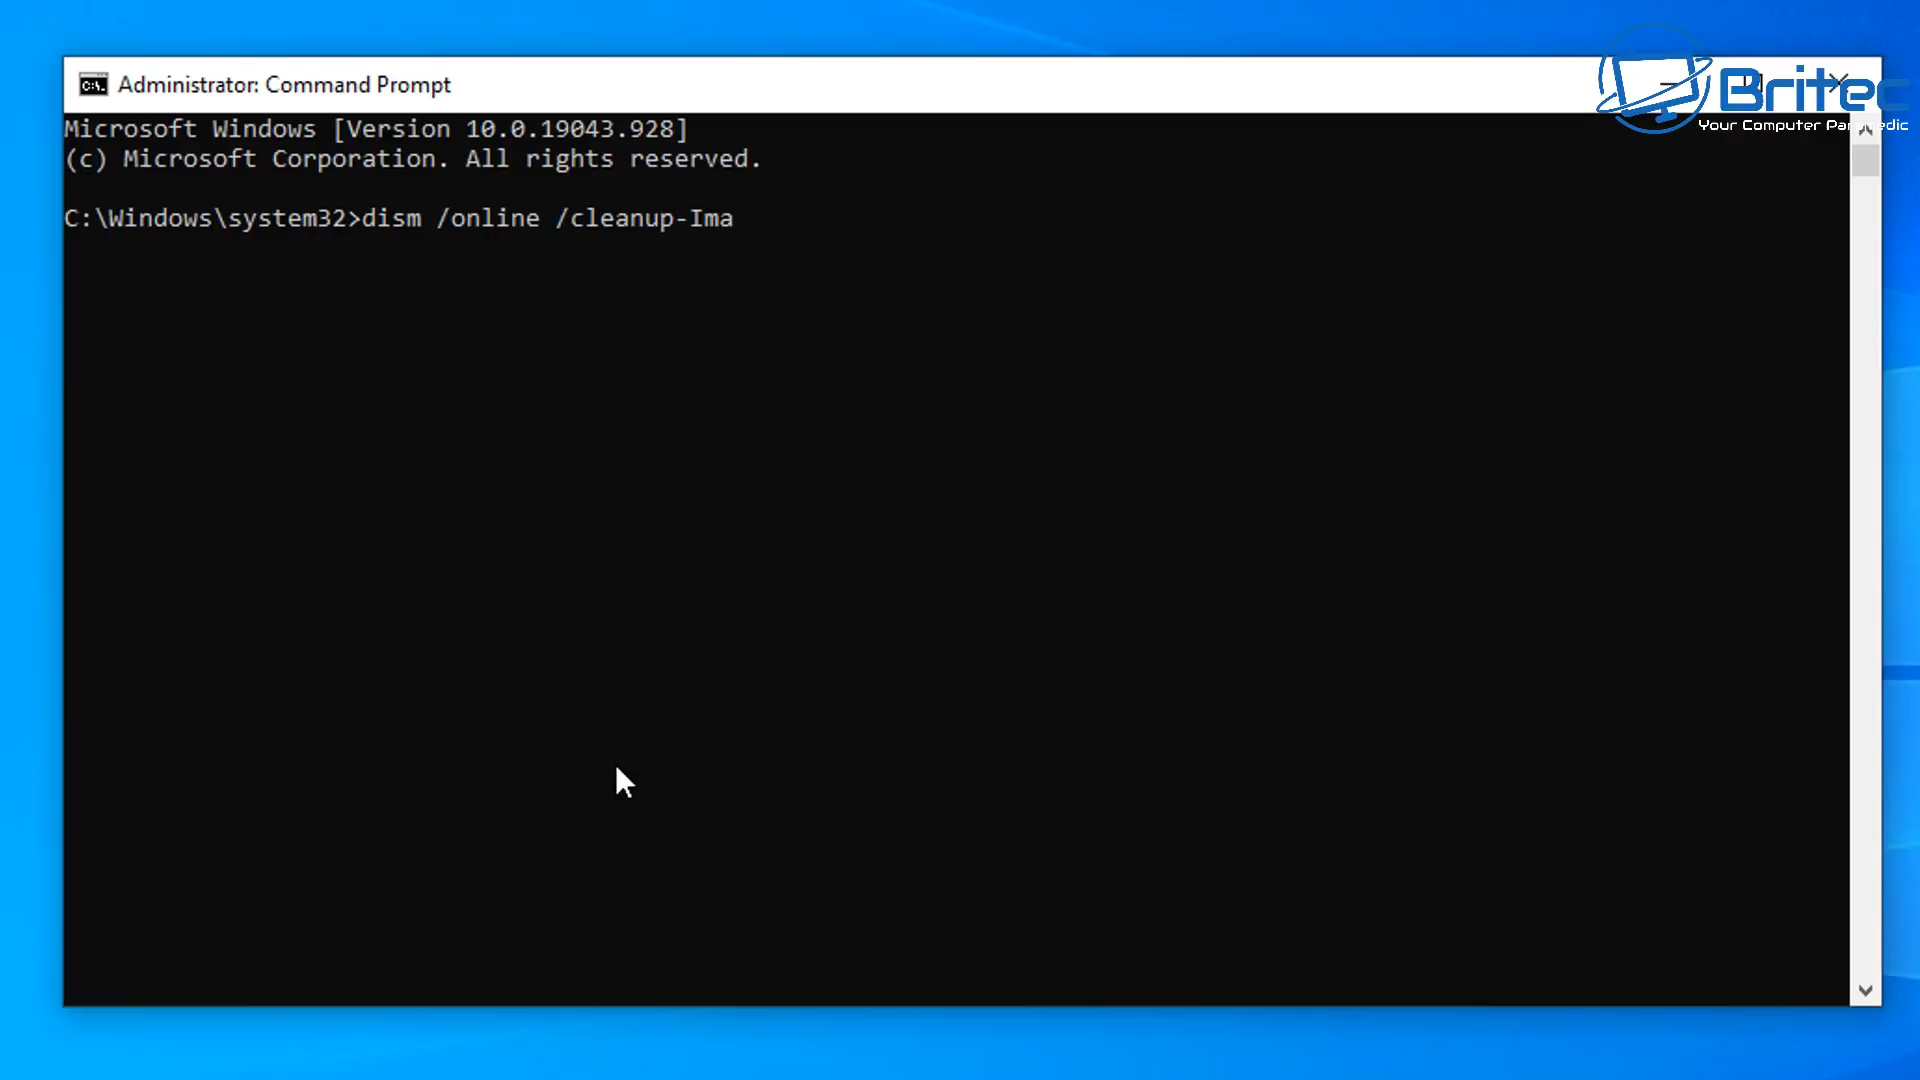 Administrator: Command Prompt
Britec
Your Computer Paramedic
Microsoft Windows [Version 10.0.19043.928]
(c) Microsoft Corporation. All rights reserved.
C:\Windows\system32>dism /online /cleanup-Ima